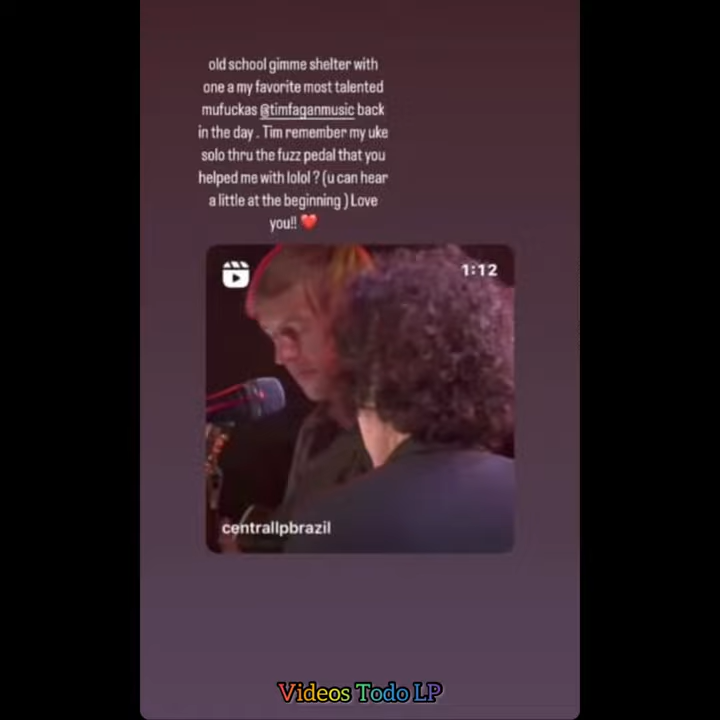 old school gimme shelter with
one a my favorite most talented
mufuckas @timfaganmusic back
in the day . Tim remember my uke
solo thru the fuzz pedal that you
helped me with lolol ? (u can hear
a little at the beginning ) Love
you!! ❤️
1:12
centrallpbrazil
Videos Todo LP